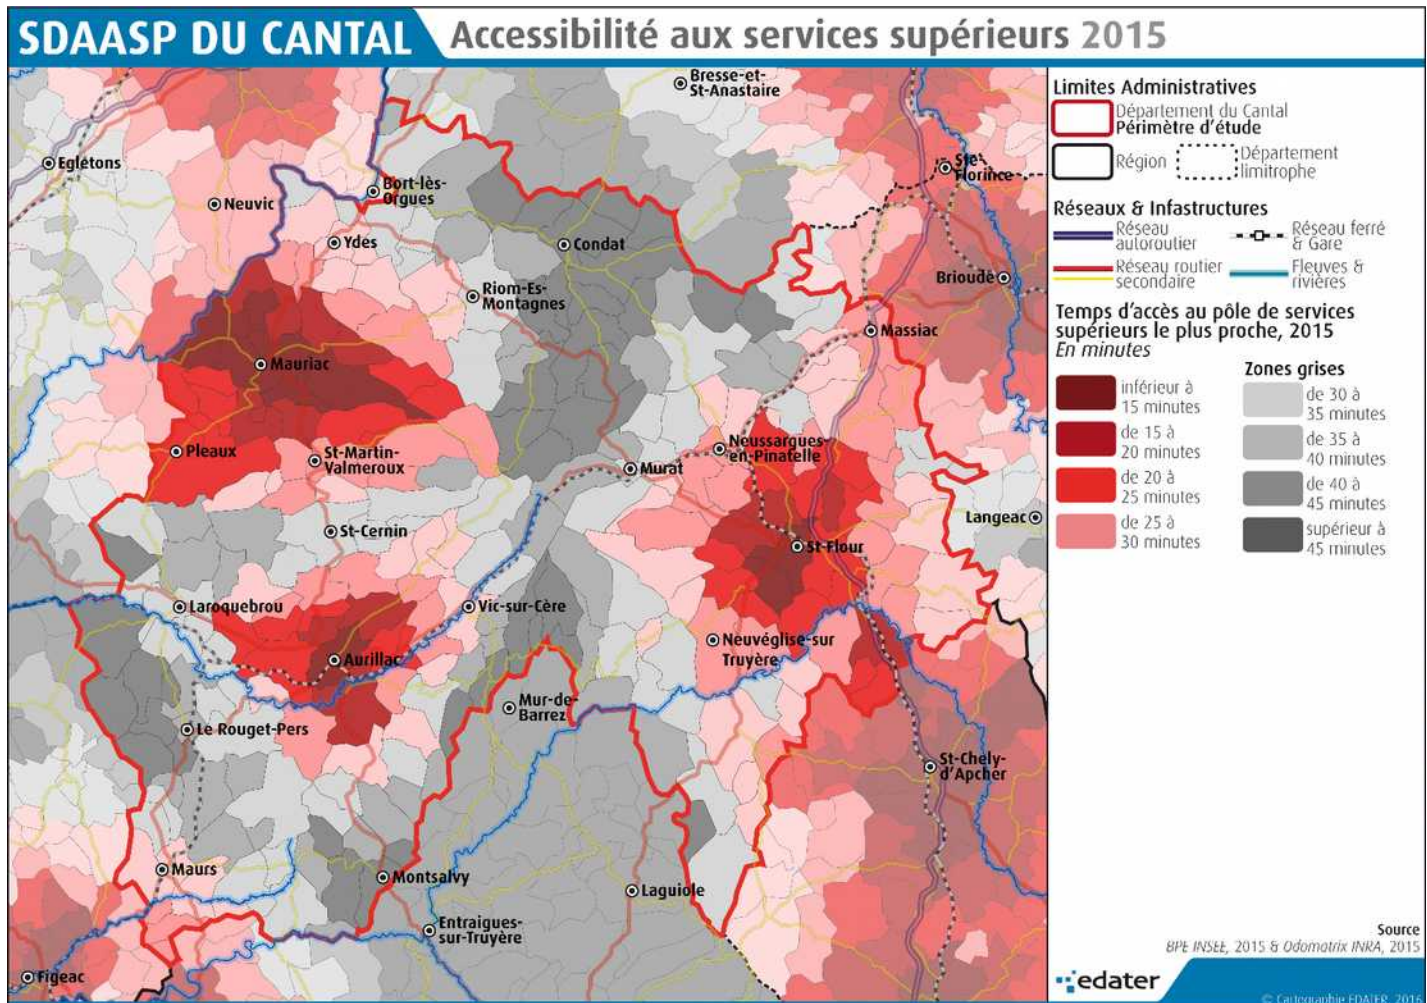 SDAASP DU CANTAL
Accessibilité aux services supérieurs 2015
Bresse-et-
St-Anastaire
Egletons
Neuvic
Bort-lès-
Orgues
Ste-
Florince
Ydes
Condat
Brioude
Riom-Es-
Montagnes
Massiac
Mauriac
Pleaux
St-Martin-
Valmeroux
Neussargues-
en-Pinatelle
Murat
Langeac
St-Cernin
St-Flour
Laroquebrou
Vic-sur-Cère
Aurillac
Neuvéglise-sur
Truyère
Mur-de-
Barrez
Le Rouget-Pers
St-Chely-
d'Apcher
Maurs
Montsalvy
Laguiole
Entraigues-
sur-Truyère
Figeac
Limites Administratives
Département du Cantal
Périmètre d'étude
Région
Département
limitrophe
Réseaux & Infastructures
Réseau
autoroutier
Réseau ferré
& Gare
Réseau routier
secondaire
Fleuves &
rivières
Temps d'accès au pôle de services
supérieurs le plus proche, 2015
En minutes
inférieur à
15 minutes
de 15 à
20 minutes
de 20 à
25 minutes
de 25 à
30 minutes
Zones grises
de 30 à
35 minutes
de 35 à
40 minutes
de 40 à
45 minutes
supérieur à
45 minutes
Source
BPE INSEE, 2015 & Odomatrix INRA, 2015
edater
© Cartographie EDATER, 2016